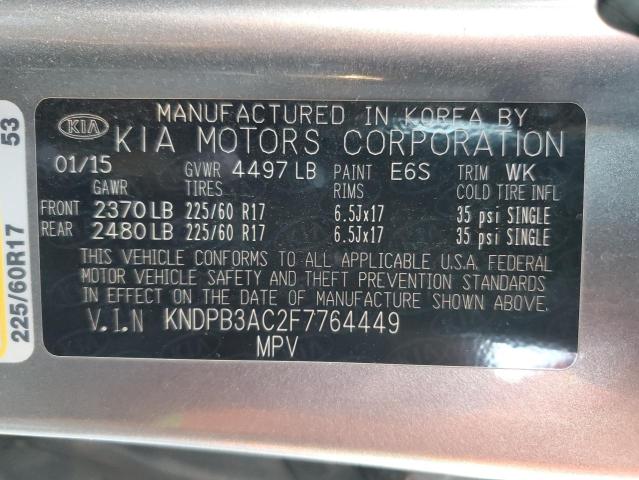 MANUFACTURED IN KOREA BY
KIA KIA MOTORS CORPORATION
01/15 GVWR 4497 LB PAINT E6S TRIM WK
GAWR TIRES RIMS COLD TIRE INFL
FRONT 2370 LB 225/60 R17 6.5Jx17 35 psi SINGLE
REAR 2480 LB 225/60 R17 6.5Jx17 35 psi SINGLE
THIS VEHICLE CONFORMS TO ALL APPLICABLE U.S.A. FEDERAL
MOTOR VEHICLE SAFETY AND THEFT PREVENTION STANDARDS
IN EFFECT ON THE DATE OF MANUFACTURE SHOWN ABOVE.
V.I.N KNDPB3AC2F7764449
MPV
53
225/60R17